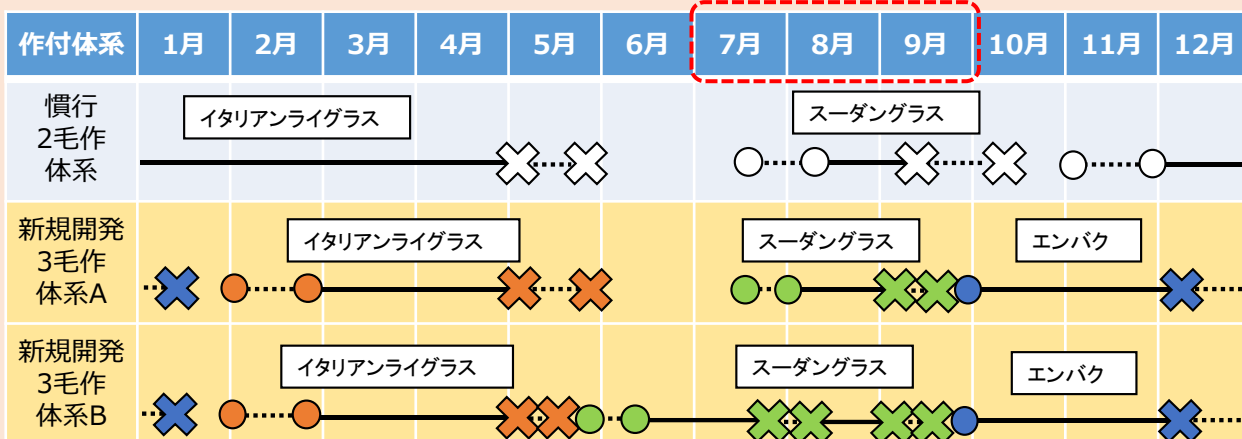 作付体系 1月 2月 3月 4月 5月 6月 7月 8月 9月 10月 11月 12月
慣行
2毛作
体系
イタリアンライグラス スーダングラス
新規開発
3毛作
体系A
イタリアンライグラス スーダングラス エンバク
新規開発
3毛作
体系B
イタリアンライグラス スーダングラス エンバク